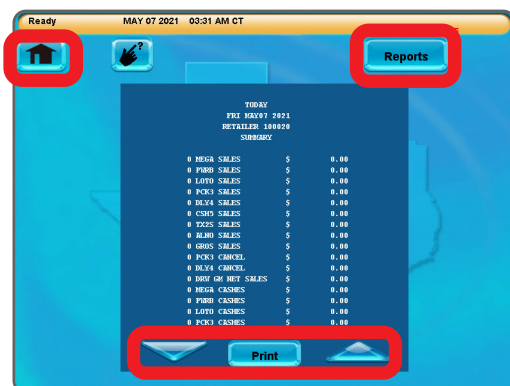 Ready MAY 07 2021 03:31 AM CT
?
Reports
TODAY
FRI MAY07 2021
RETAILER 100020
SUMMARY
0 MEGA SALES $ 0.00
0 PWRB SALES $ 0.00
0 LOTO SALES $ 0.00
0 PCK3 SALES $ 0.00
0 DLY4 SALES $ 0.00
0 CSH5 SALES $ 0.00
0 TX2S SALES $ 0.00
0 ALNO SALES $ 0.00
0 GROS SALES $ 0.00
0 PCK3 CANCEL $ 0.00
0 DLY4 CANCEL $ 0.00
0 DRW GM NET SALES $ 0.00
0 MEGA CASHES $ 0.00
0 PWRB CASHES $ 0.00
0 LOTO CASHES $ 0.00
0 PCK3 CASHES $ 0.00
Print